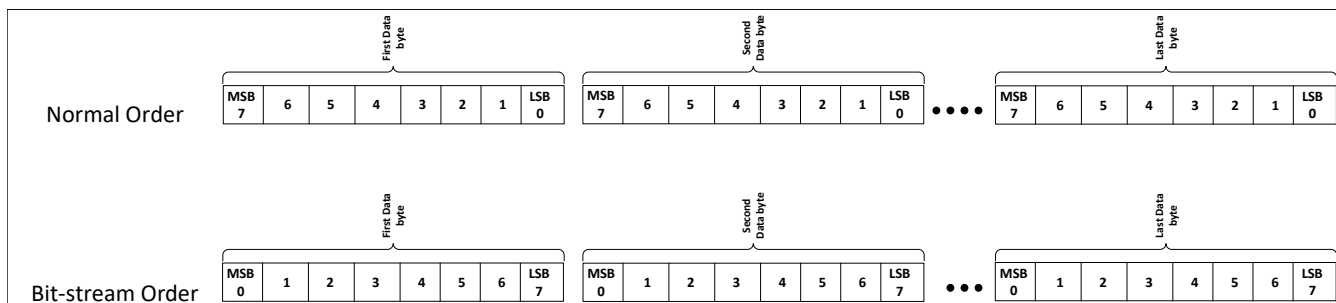 First Data
byte
Second
Data byte
Last Data
byte
Normal Order
MSB 7 6 5 4 3 2 1 LSB 0
MSB 7 6 5 4 3 2 1 LSB 0
MSB 7 6 5 4 3 2 1 LSB 0
First Data
byte
Second
Data byte
Last Data
byte
Bit-stream Order
MSB 0 1 2 3 4 5 6 LSB 7
MSB 0 1 2 3 4 5 6 LSB 7
MSB 0 1 2 3 4 5 6 LSB 7